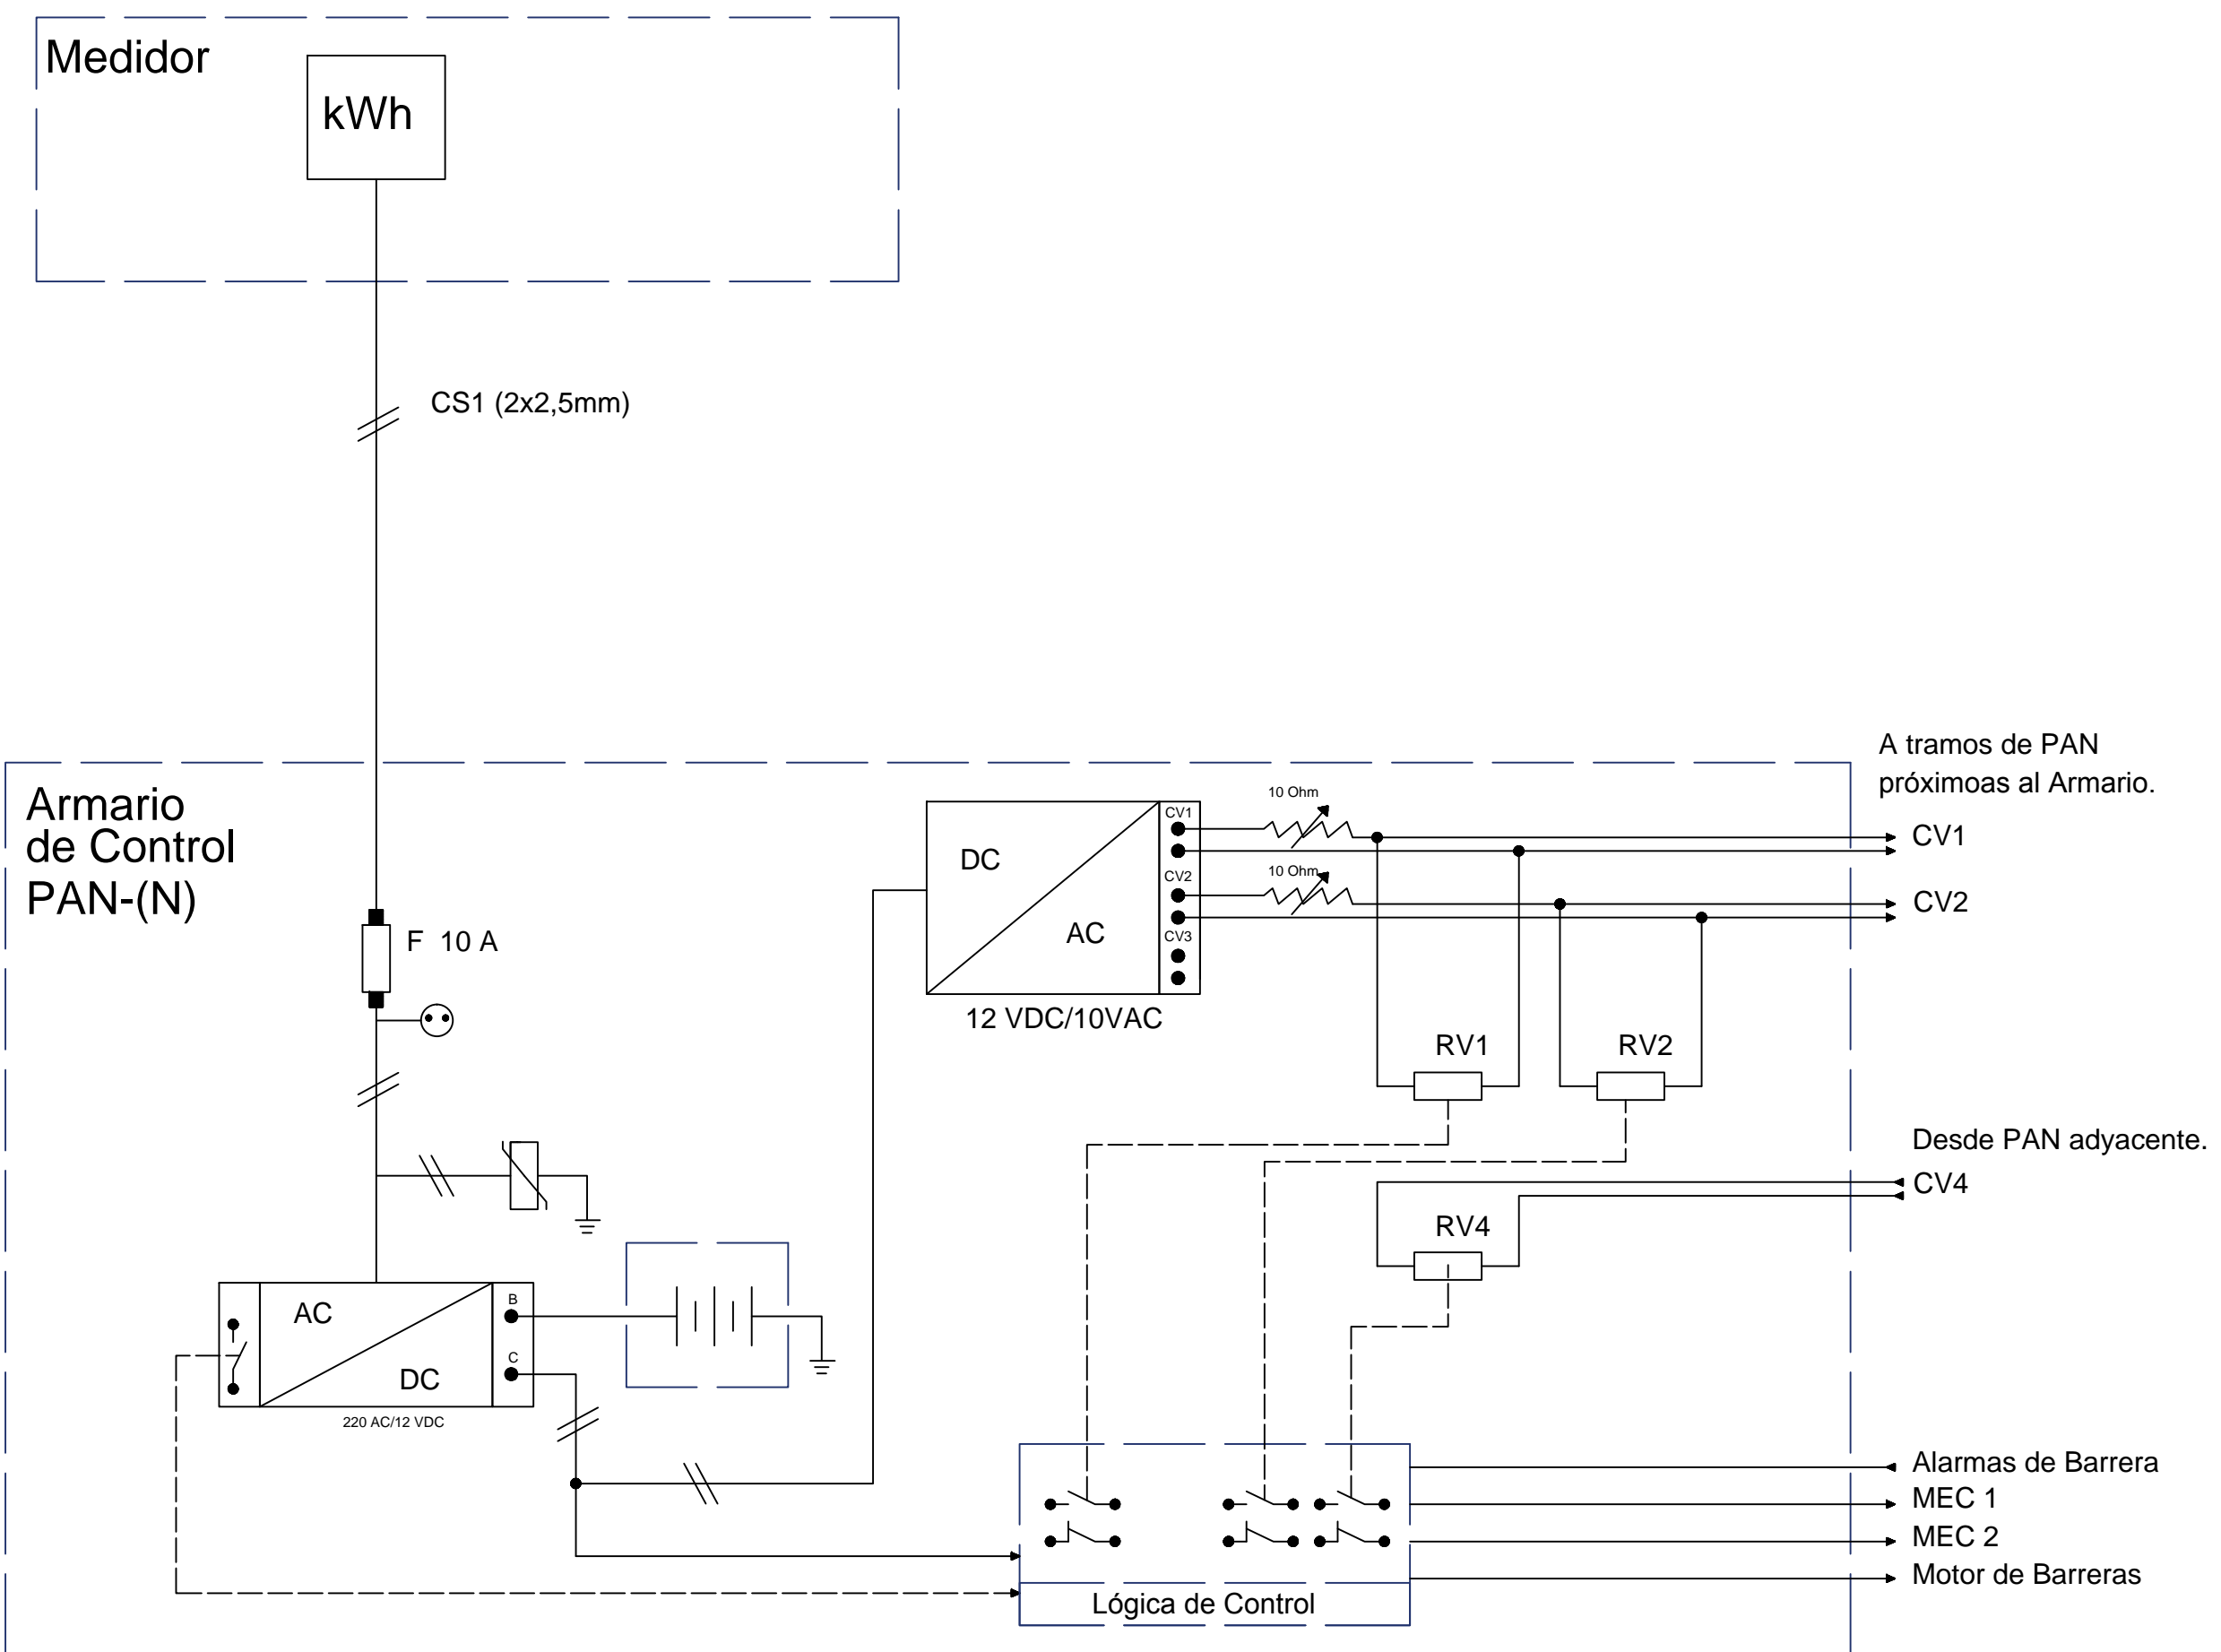 Medidor
kWh
CS1 (2x2,5mm)
A tramos de PAN
próximoas al Armario.
Armario
de Control
PAN-(N)
F 10 A
DC
AC
CV1
CV2
CV3
12 VDC/10VAC
10 Ohm
10 Ohm
CV1
CV2
RV1
RV2
Desde PAN adyacente.
CV4
RV4
AC
DC
B
C
220 AC/12 VDC
Alarmas de Barrera
MEC 1
MEC 2
Motor de Barreras
Lógica de Control